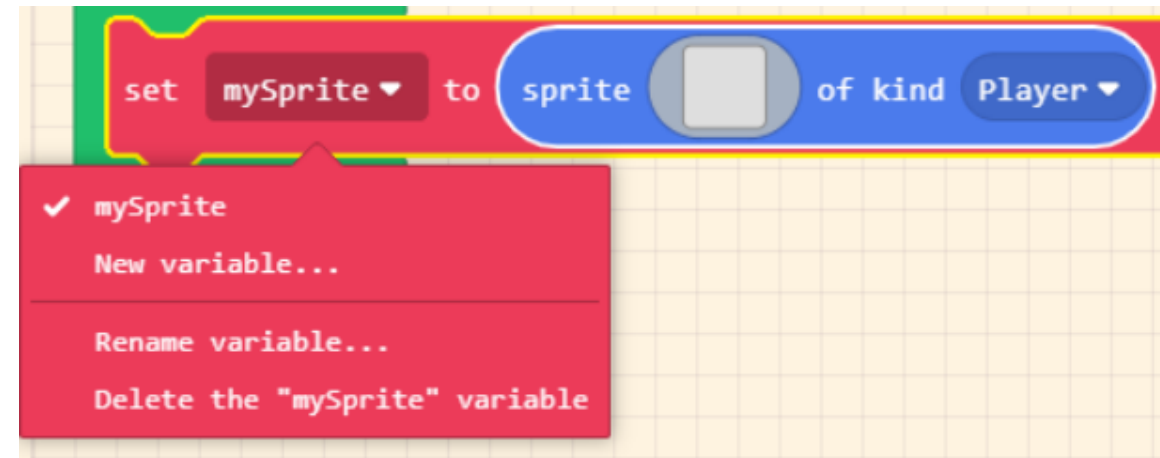 set mySprite to sprite of kind Player
mySprite
New variable...
Rename variable...
Delete the "mySprite" variable